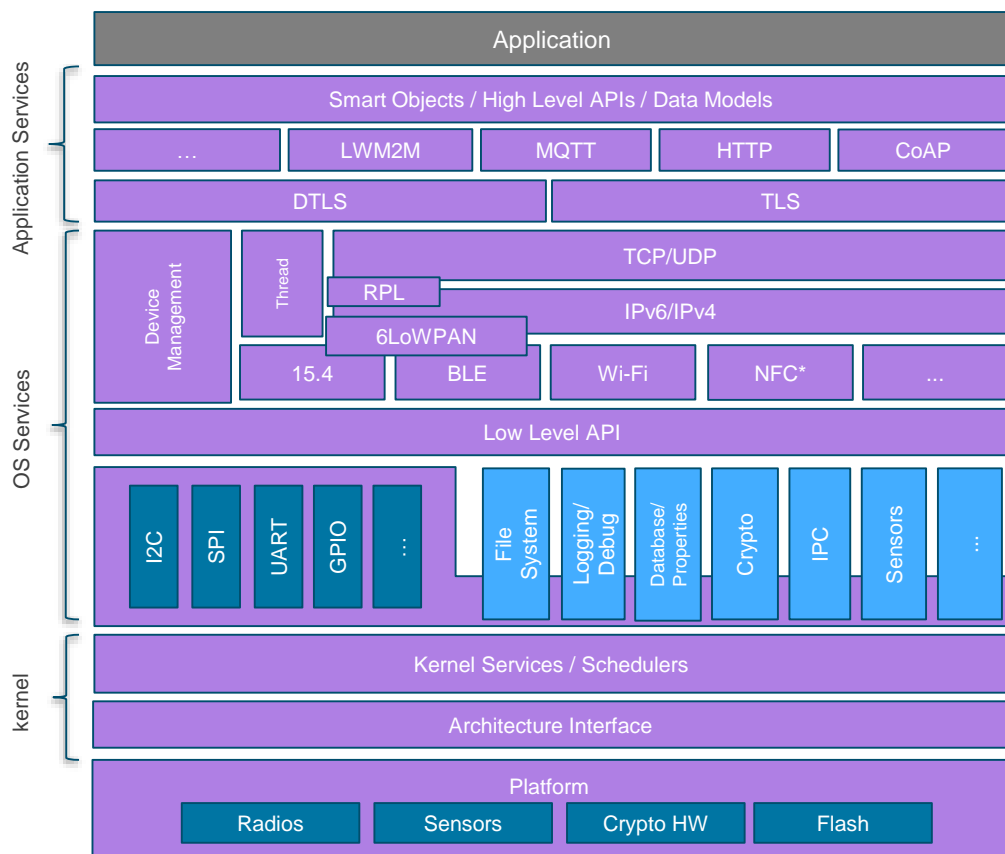 Application
Application Services
Smart Objects / High Level APIs / Data Models
...
LWM2M
MQTT
HTTP
CoAP
DTLS
TLS
OS Services
Device
Management
Thread
TCP/UDP
RPL
IPv6/IPv4
6LoWPAN
15.4
BLE
Wi-Fi
NFC*
...
Low Level API
I2C
SPI
UART
GPIO
...
File
System
Logging/
Debug
Database/
Properties
Crypto
IPC
Sensors
...
kernel
Kernel Services / Schedulers
Architecture Interface
Platform
Radios
Sensors
Crypto HW
Flash